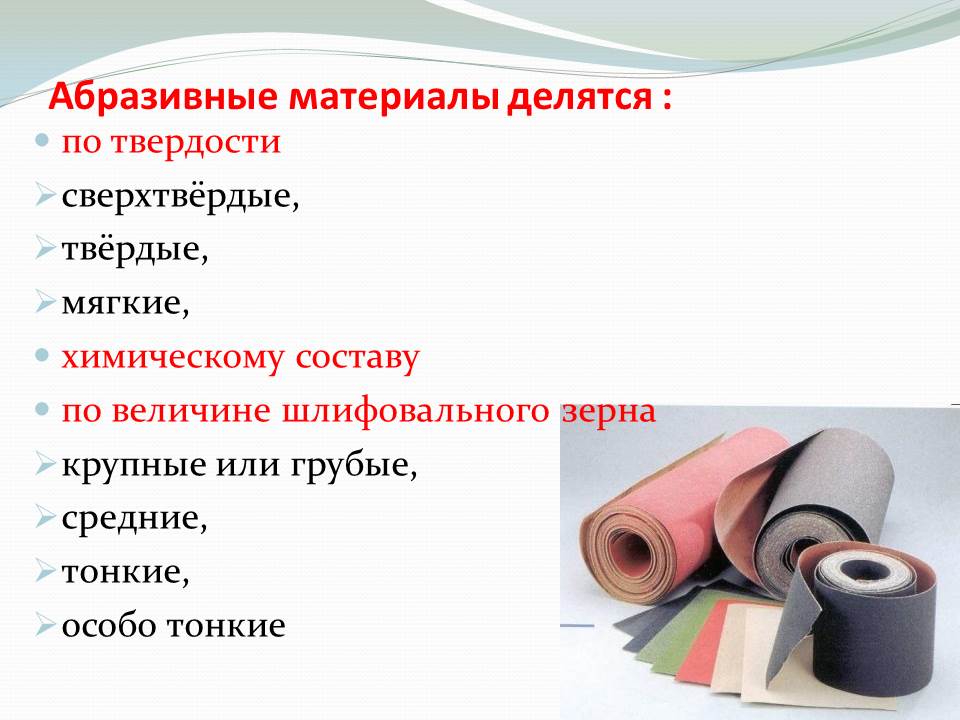 Абразивные материалы делятся :
по твердости
сверхтвёрдые,
твёрдые,
мягкие,
химическому составу
по величине шлифовального зерна
крупные или грубые,
средние,
тонкие,
особо тонкие